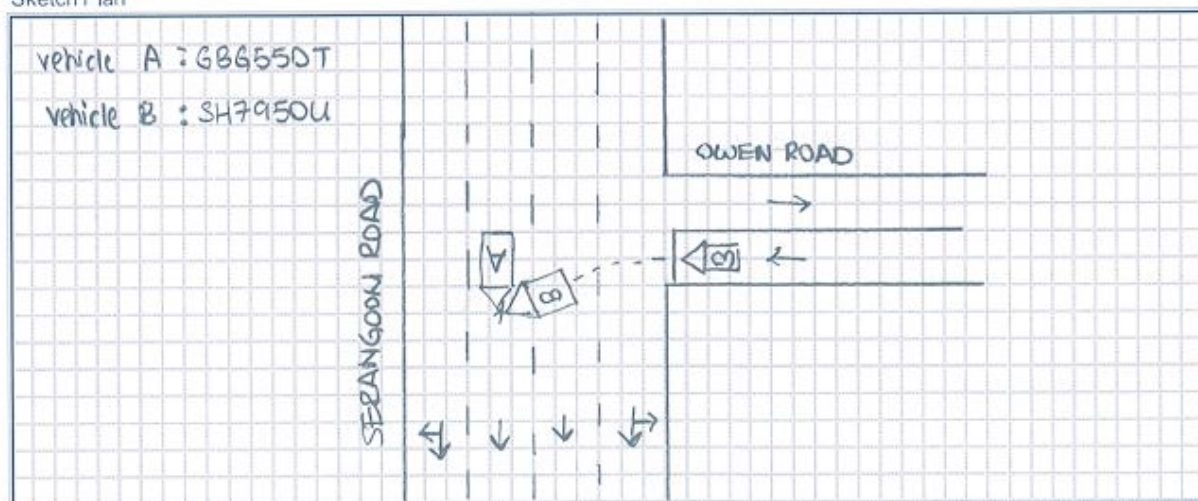 Sketch Plan
vehicle A : GBG550T
vehicle B : SH7950U
OWEN ROAD
SERANGOON ROAD
A
B
B